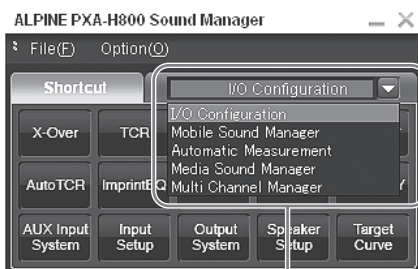 ALPINE PXA-H800 Sound Manager
File(F) Option(O)
Shortcut I/O Configuration
I/O Configuration
X-Over TCR Mobile Sound Manager
Automatic Measurement
Media Sound Manager
AutoTCR ImprintEQ Multi Channel Manager Y
AUX Input System Input Setup Output System Speaker Setup Target Curve